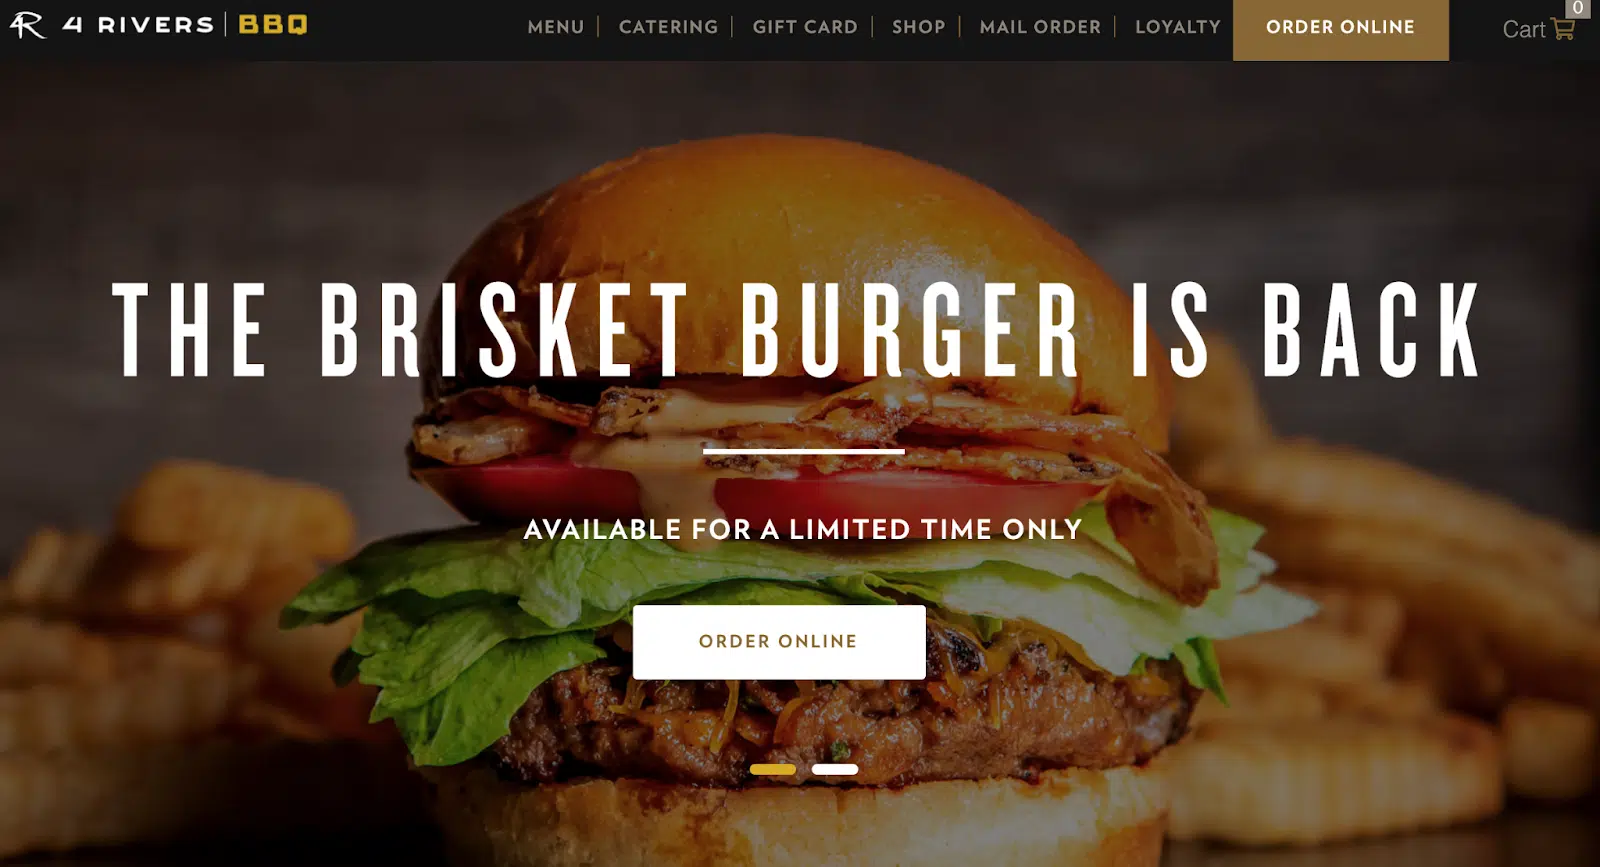 4R 4 RIVERS | BBQ
MENU | CATERING | GIFT CARD | SHOP | MAIL ORDER | LOYALTY
ORDER ONLINE
Cart 0
THE BRISKET BURGER IS BACK
AVAILABLE FOR A LIMITED TIME ONLY
ORDER ONLINE